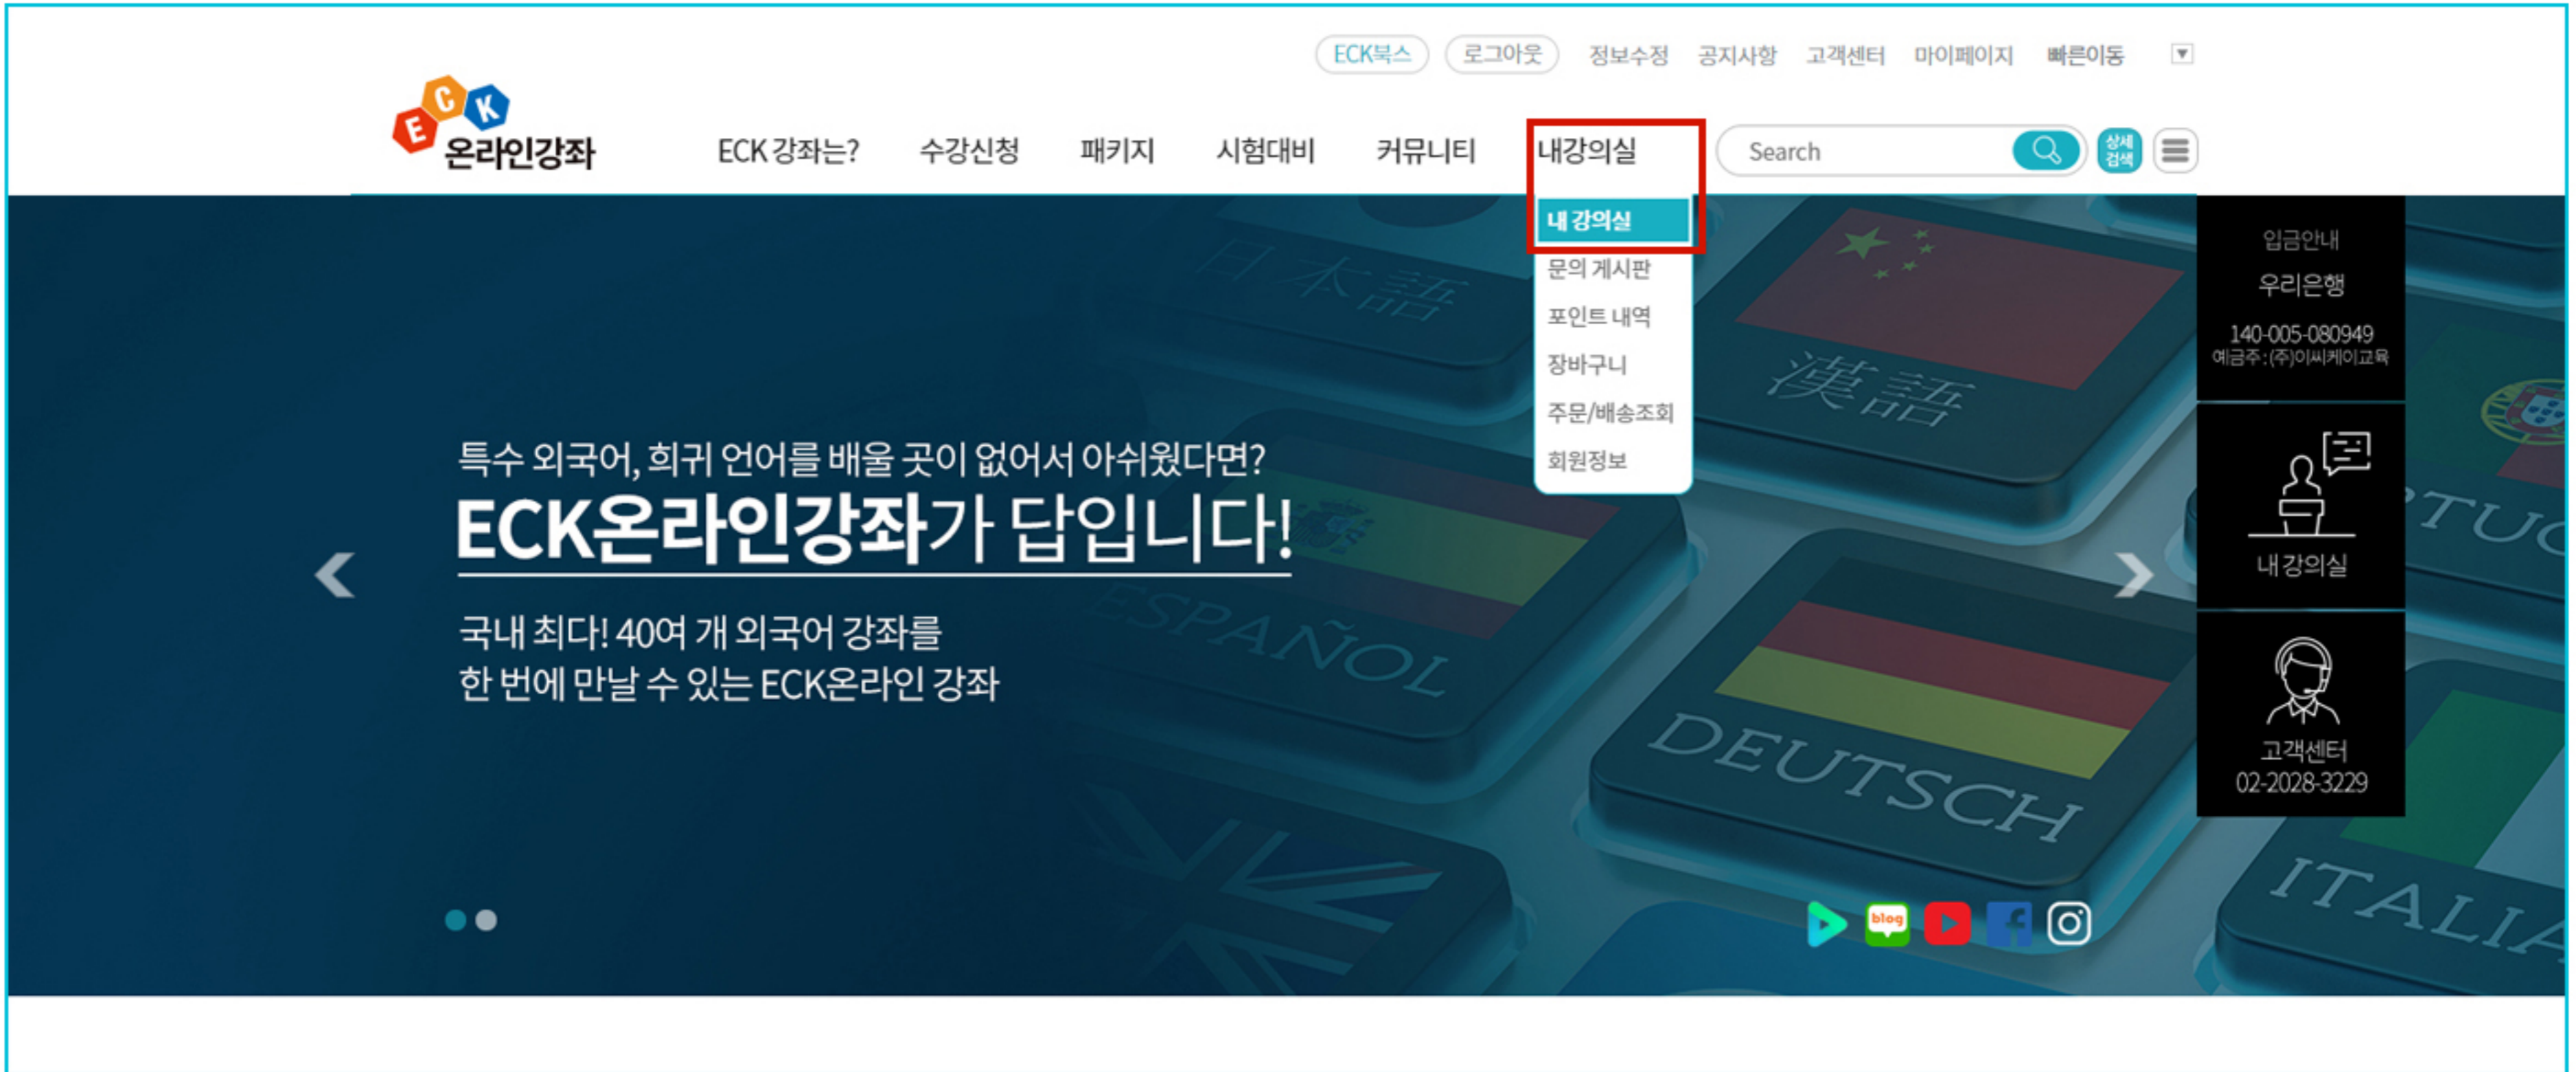 ECK북스 로그아웃 정보수정 공지사항 고객센터 마이페이지 빠른이동
ECK
온라인강좌
ECK 강좌는? 수강신청 패키지 시험대비 커뮤니티 내강의실 Search 상세
검색
내 강의실
문의 게시판
포인트 내역
장바구니
주문/배송조회
회원정보
입금안내
우리은행
140-005-080949
예금주:(주)이씨케이교육
내 강의실
고객센터
02-2028-3229
특수 외국어, 희귀 언어를 배울 곳이 없어서 아쉬웠다면?
ECK온라인강좌가 답입니다!
국내 최다! 40여 개 외국어 강좌를
한 번에 만날 수 있는 ECK온라인 강좌
日本語
漢語
ESPAÑOL
DEUTSCH
ITALIA
blog